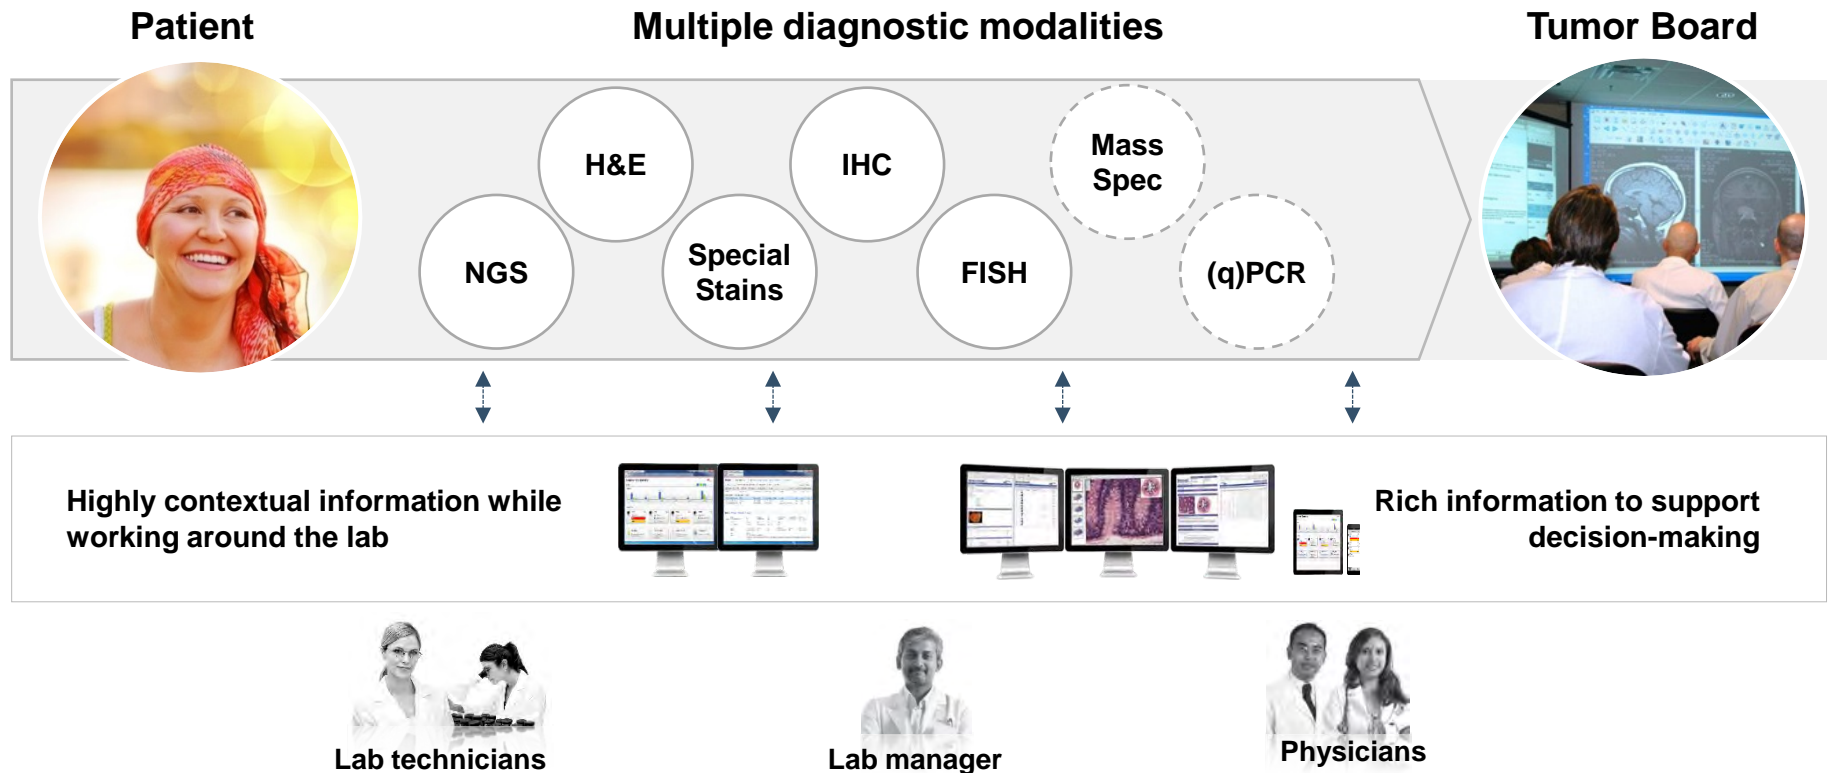 Patient
Multiple diagnostic modalities
Tumor Board
H&E
IHC
Mass
Spec
NGS
Special
Stains
FISH
(q)PCR
Highly contextual information while
working around the lab
Rich information to support
decision-making
Lab technicians
Lab manager
Physicians